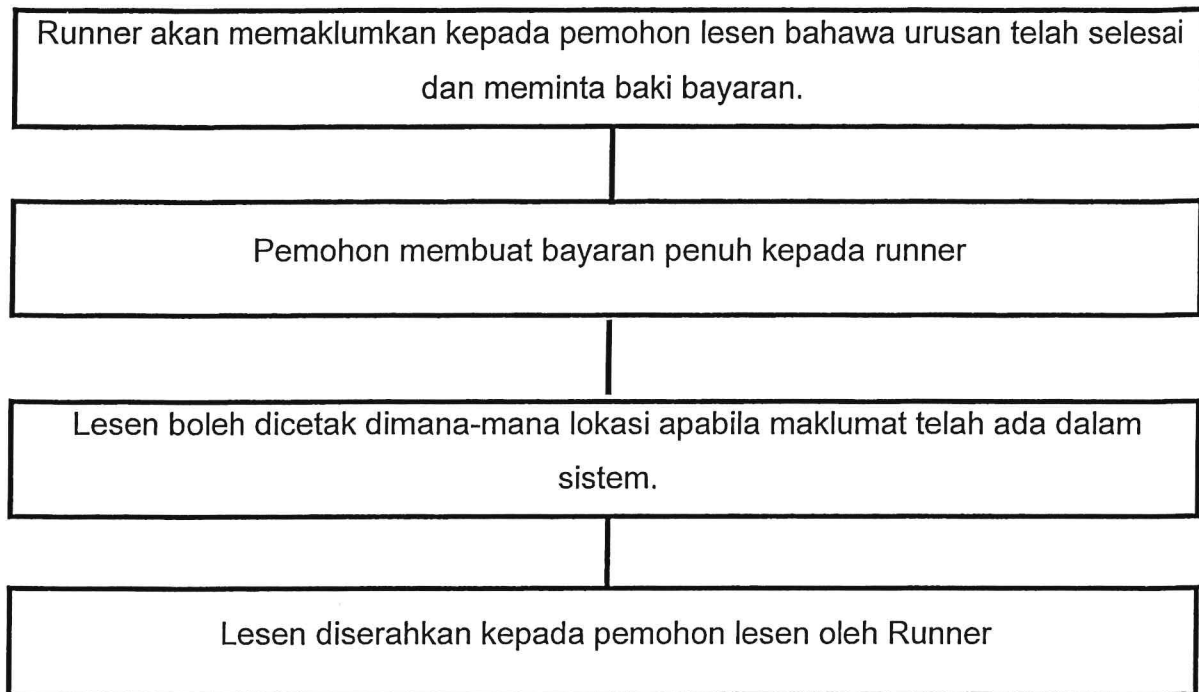 Runner akan memaklumkan kepada pemohon lesen bahawa urusan telah selesai
dan meminta baki bayaran.
Pemohon membuat bayaran penuh kepada runner
Lesen boleh dicetak dimana-mana lokasi apabila maklumat telah ada dalam
sistem.
Lesen diserahkan kepada pemohon lesen oleh Runner